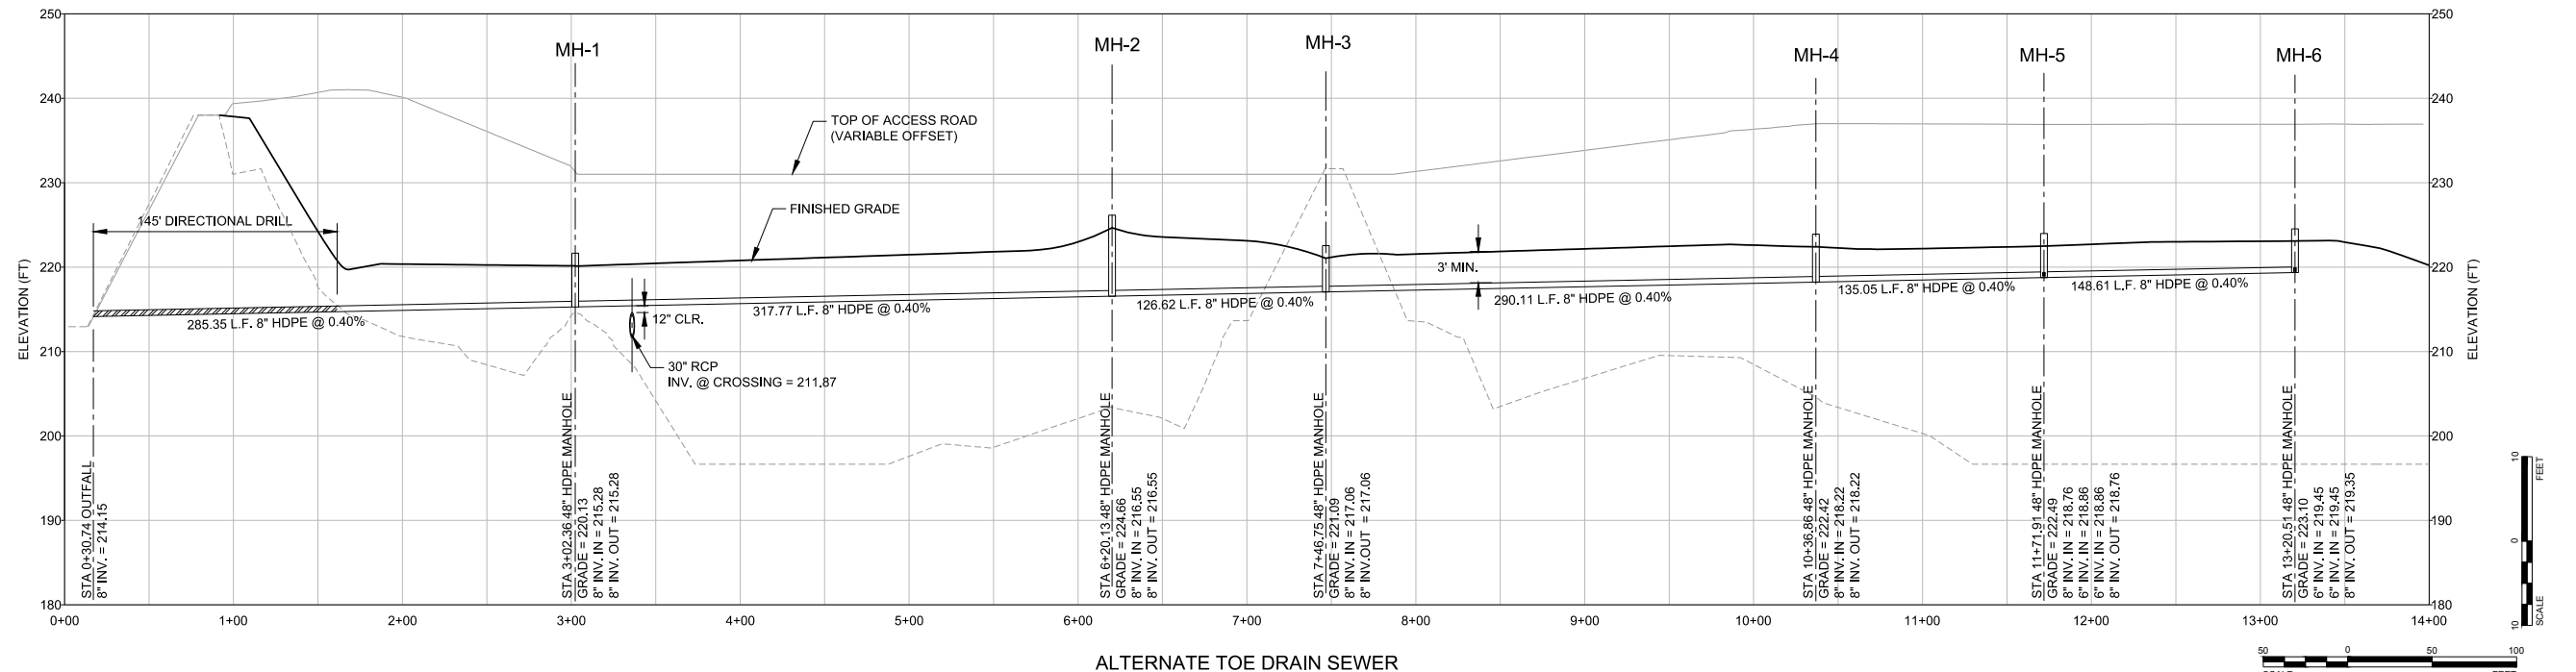 250
250
MH-1
MH-2
MH-3
MH-4
MH-5
MH-6
240
240
TOP OF ACCESS ROAD
(VARIABLE OFFSET)
230
230
FINISHED GRADE
145' DIRECTIONAL DRILL
220
220
ELEVATION (FT)
ELEVATION (FT)
3' MIN.
285.35 L.F. 8" HDPE @ 0.40%
12" CLR.
317.77 L.F. 8" HDPE @ 0.40%
126.62 L.F. 8" HDPE @ 0.40%
290.11 L.F. 8" HDPE @ 0.40%
135.05 L.F. 8" HDPE @ 0.40%
148.61 L.F. 8" HDPE @ 0.40%
210
210
30" RCP
INV. @ CROSSING = 211.87
200
200
190
190
180
180
STA 0+30.74 OUTFALL
8" INV. = 214.15
STA 3+02.36 48" HDPE MANHOLE
GRADE = 220.13
8" INV. IN = 215.28
8" INV. OUT = 215.28
STA 6+20.13 48" HDPE MANHOLE
GRADE = 224.66
8" INV. IN = 216.55
8" INV. OUT = 216.55
STA 7+46.75 48" HDPE MANHOLE
GRADE = 221.09
8" INV. IN = 217.06
8" INV.OUT = 217.06
STA 10+36.86 48" HDPE MANHOLE
GRADE = 222.42
8" INV. IN = 218.22
8" INV. OUT = 218.22
STA 11+71.91 48" HDPE MANHOLE
GRADE = 222.49
8" INV. IN = 218.76
6" INV. IN = 218.86
6" INV. IN = 218.86
8" INV. OUT = 218.76
STA 13+20.51 48" HDPE MANHOLE
GRADE = 223.10
6" INV. IN = 219.45
6" INV. IN = 219.45
8" INV. OUT = 219.35
0+00
1+00
2+00
3+00
4+00
5+00
6+00
7+00
8+00
9+00
10+00
11+00
12+00
13+00
14+00
10
0
10
SCALE
FEET
ALTERNATE TOE DRAIN SEWER
50
0
50
100
SCALE
FEET